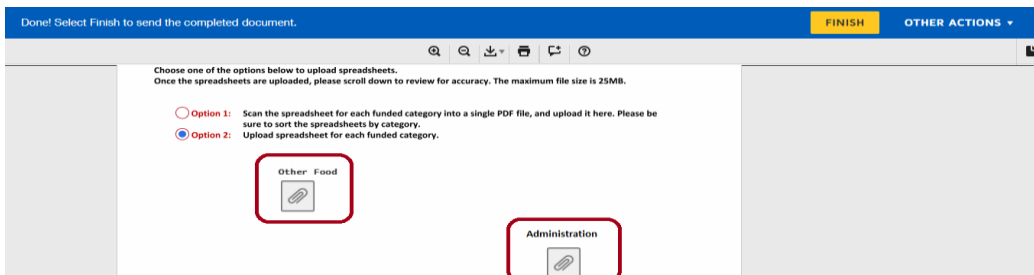 Done! Select Finish to send the completed document.
FINISH
OTHER ACTIONS
Choose one of the options below to upload spreadsheets.
Once the spreadsheets are uploaded, please scroll down to review for accuracy. The maximum file size is 25MB.
Option 1: Scan the spreadsheet for each funded category into a single PDF file, and upload it here. Please be
sure to sort the spreadsheets by category.
Option 2: Upload spreadsheet for each funded category.
Other Food
Administration